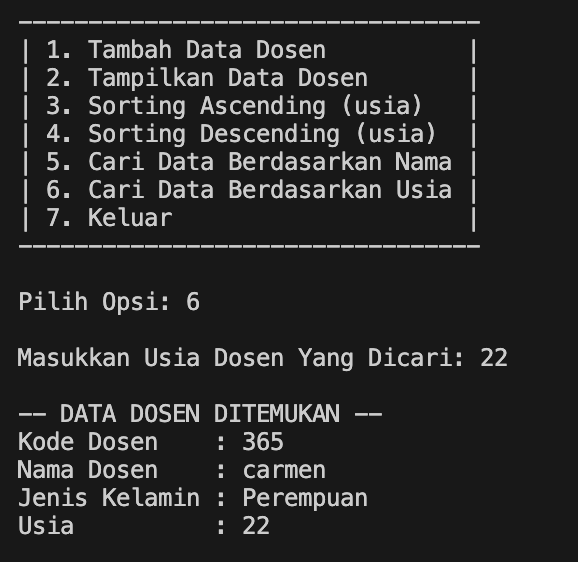 ---------------------------------
| 1. Tambah Data Dosen          |
| 2. Tampilkan Data Dosen       |
| 3. Sorting Ascending (usia)   |
| 4. Sorting Descending (usia)  |
| 5. Cari Data Berdasarkan Nama |
| 6. Cari Data Berdasarkan Usia |
| 7. Keluar                     |
---------------------------------
Pilih Opsi: 6
Masukkan Usia Dosen Yang Dicari: 22
-- DATA DOSEN DITEMUKAN --
Kode Dosen    : 365
Nama Dosen    : carmen
Jenis Kelamin : Perempuan
Usia          : 22